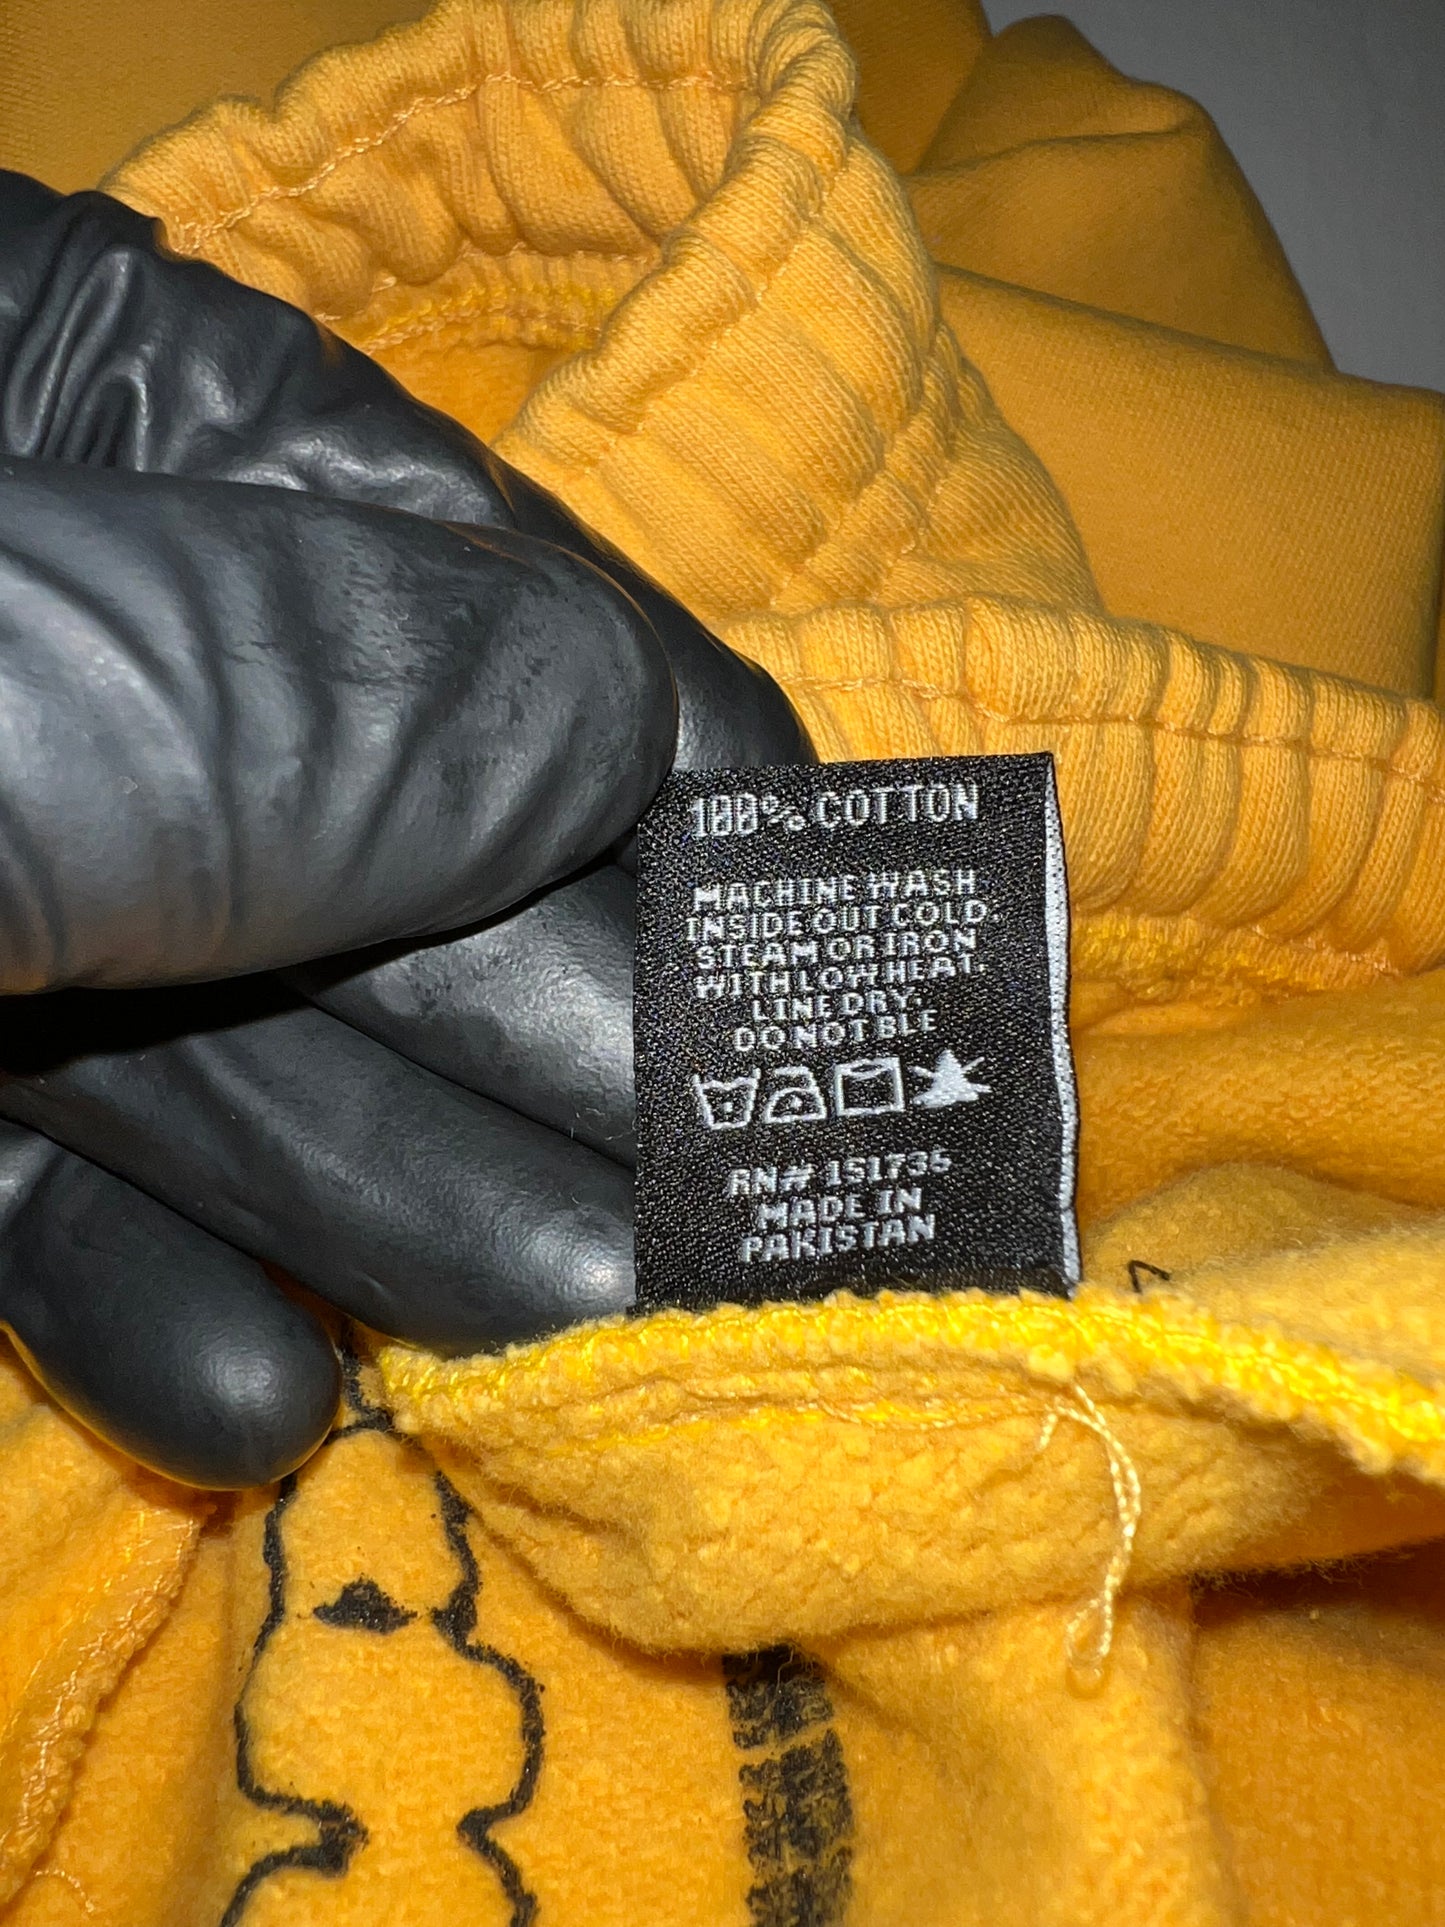 100% COTTON
MACHINE WASH
INSIDE OUT COLD.
STEAM OR IRON
WITH LOW HEAT.
LINE DRY.
DO NOT BLE
RN# 151736
MADE IN
PAKISTAN